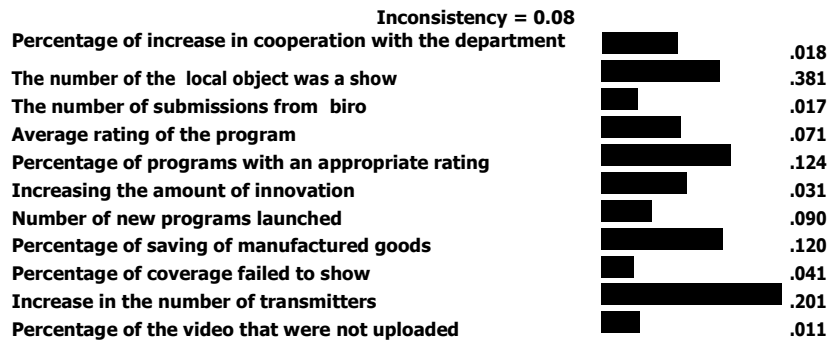 Inconsistency = 0.08
Percentage of increase in cooperation with the department .018
The number of the local object was a show .381
The number of submissions from biro .017
Average rating of the program .071
Percentage of programs with an appropriate rating .124
Increasing the amount of innovation .031
Number of new programs launched .090
Percentage of saving of manufactured goods .120
Percentage of coverage failed to show .041
Increase in the number of transmitters .201
Percentage of the video that were not uploaded .011